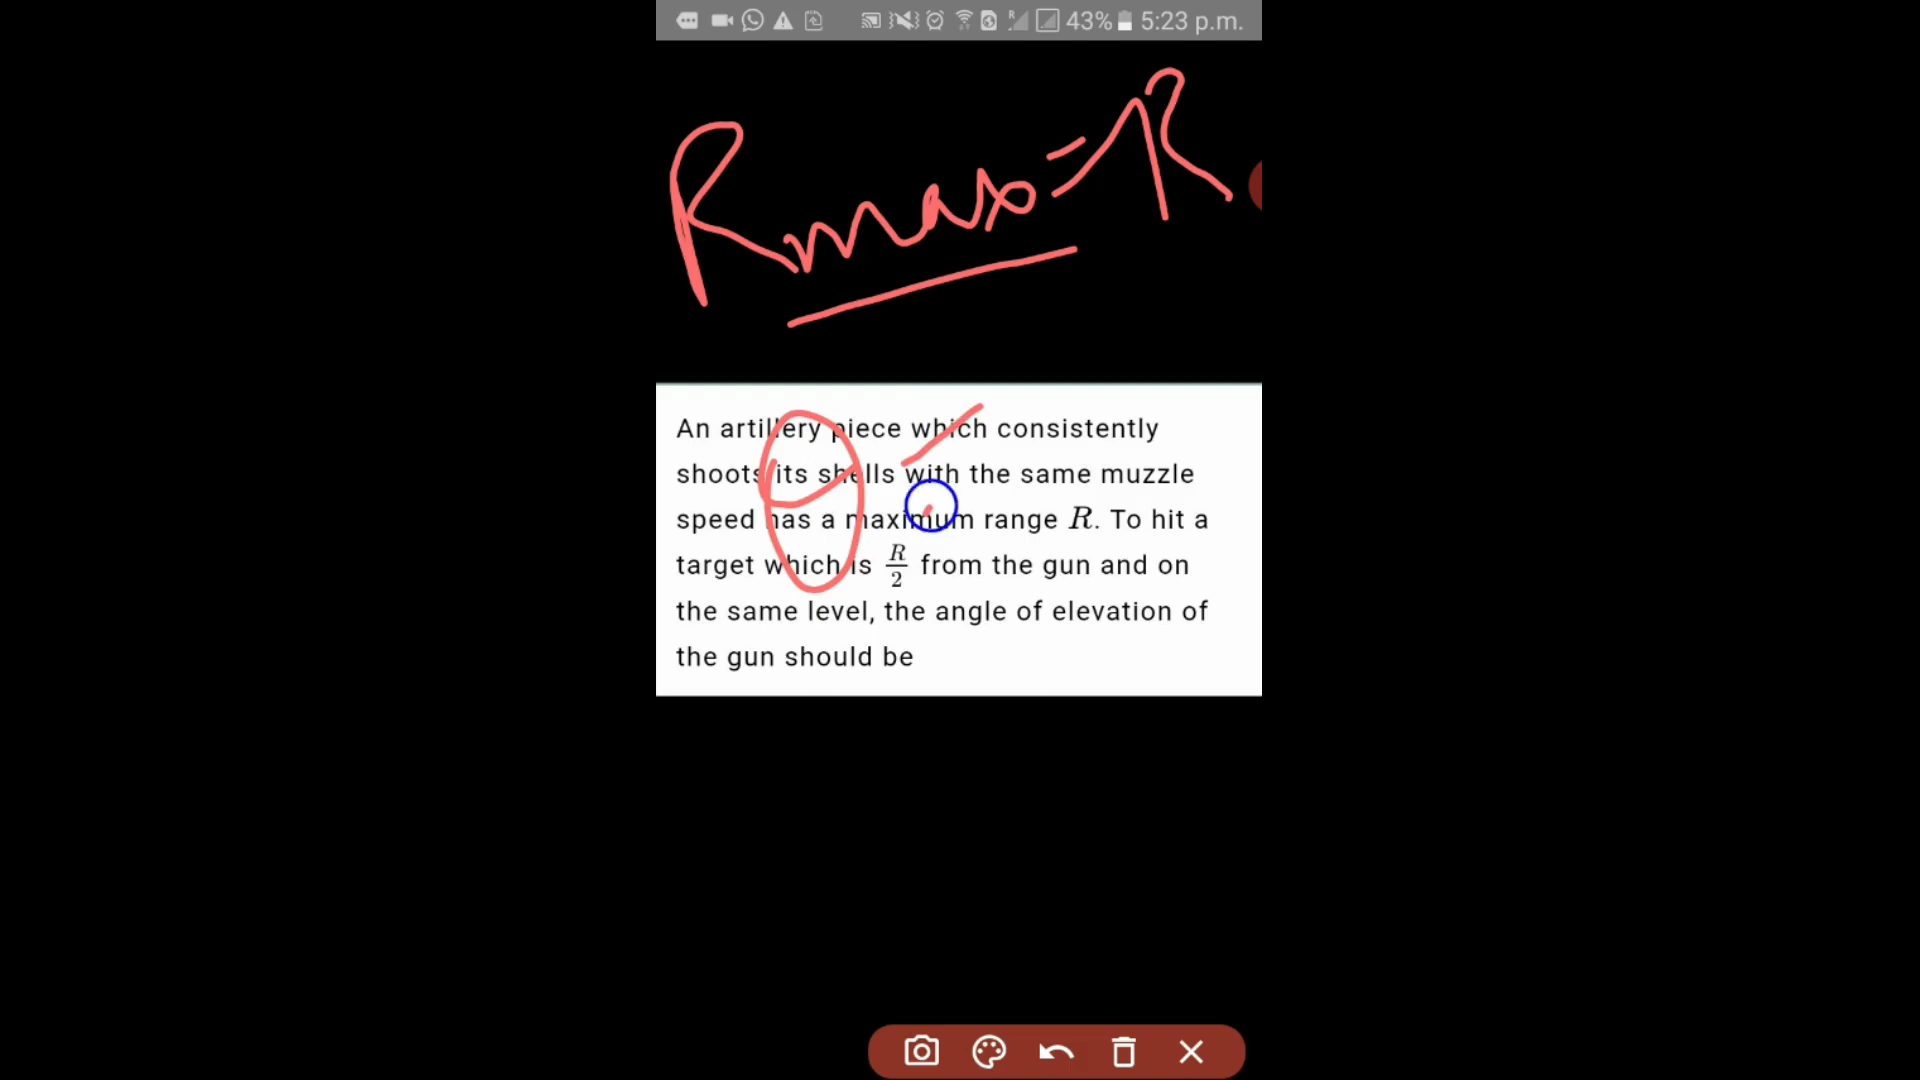 43% 5:23 p.m.
Rmax = R
An artillery piece which consistently
shoots its shells with the same muzzle
speed has a maximum range R. To hit a
target which is R/2 from the gun and on
the same level, the angle of elevation of
the gun should be
θ =